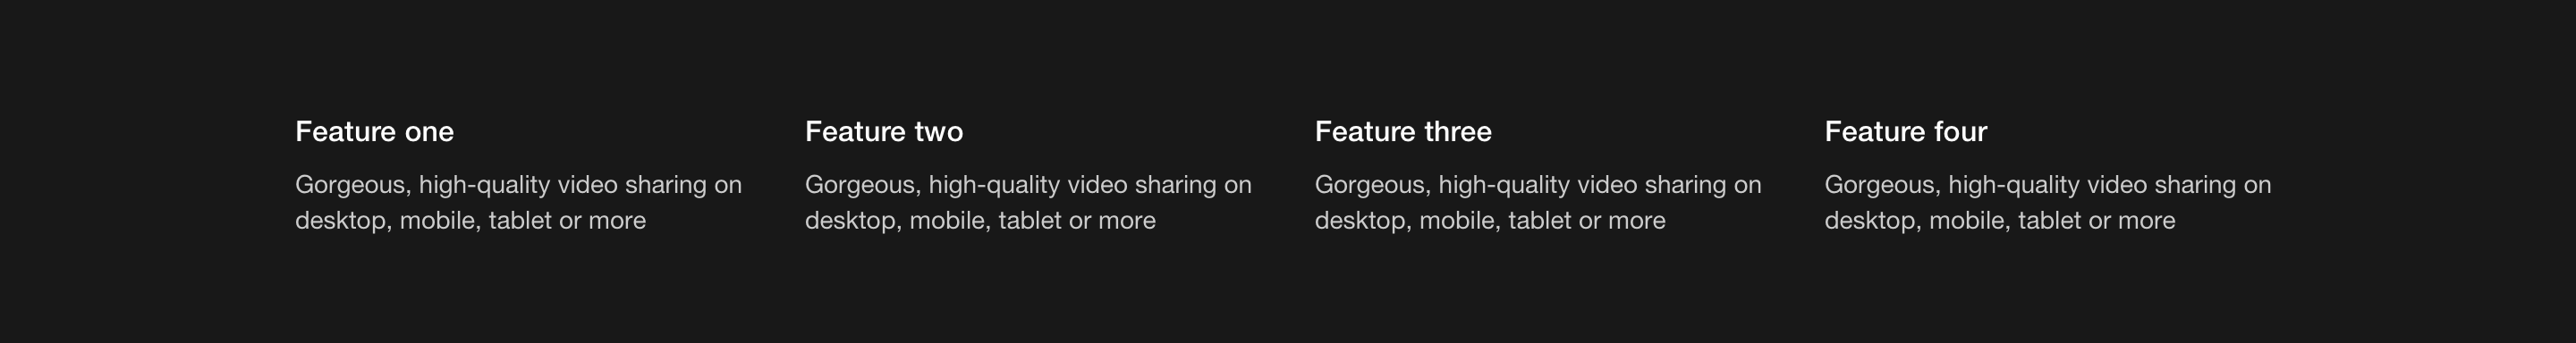 Feature one
Gorgeous, high-quality video sharing on
desktop, mobile, tablet or more
Feature two
Gorgeous, high-quality video sharing on
desktop, mobile, tablet or more
Feature three
Gorgeous, high-quality video sharing on
desktop, mobile, tablet or more
Feature four
Gorgeous, high-quality video sharing on
desktop, mobile, tablet or more